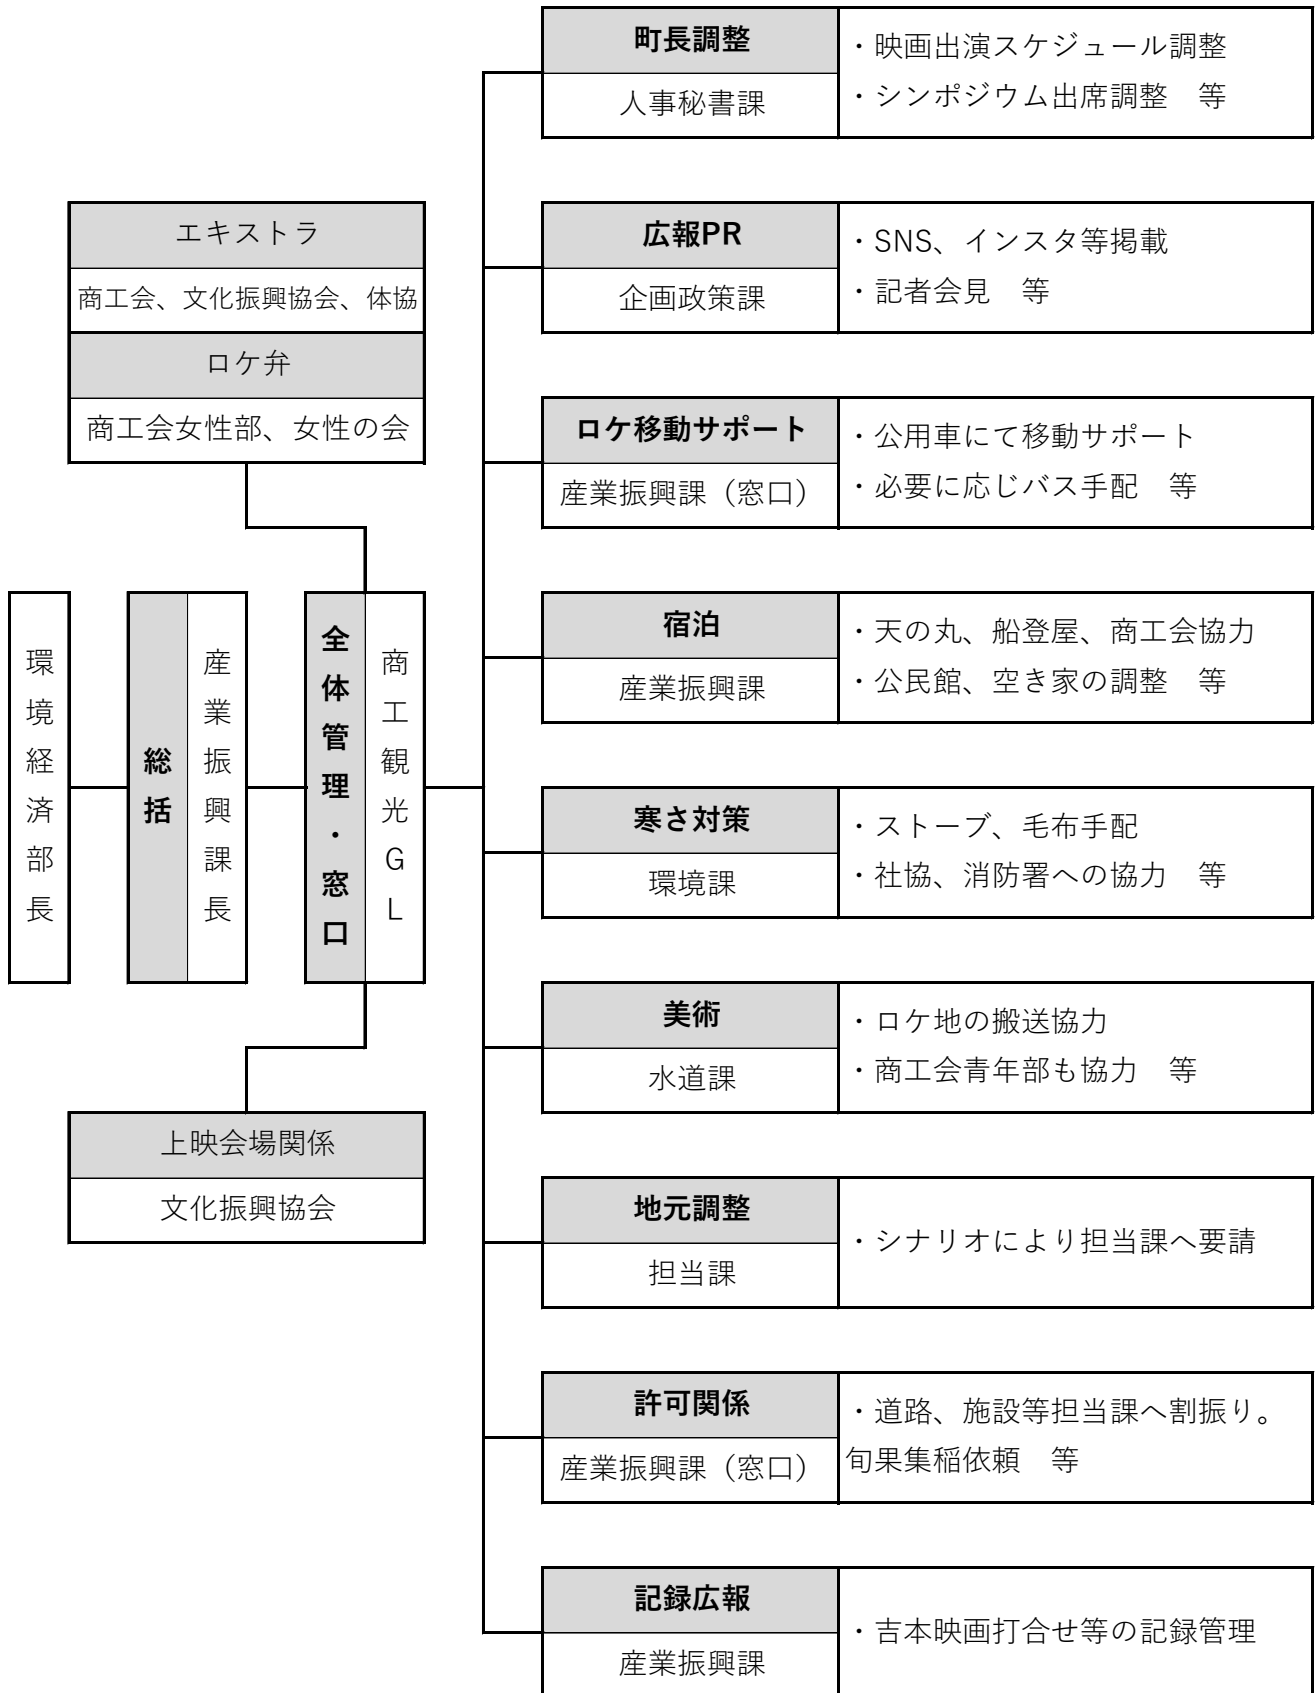 環境経済部長
総括
産業振興課長
全体管理・窓口
商工観光GL
エキストラ
商工会、文化振興協会、体協
ロケ弁
商工会女性部、女性の会
上映会場関係
文化振興協会
町長調整
人事秘書課
・映画出演スケジュール調整
・シンポジウム出席調整　等
広報PR
企画政策課
・SNS、インスタ等掲載
・記者会見　等
ロケ移動サポート
産業振興課（窓口）
・公用車にて移動サポート
・必要に応じバス手配　等
宿泊
産業振興課
・天の丸、船登屋、商工会協力
・公民館、空き家の調整　等
寒さ対策
環境課
・ストーブ、毛布手配
・社協、消防署への協力　等
美術
水道課
・ロケ地の搬送協力
・商工会青年部も協力　等
地元調整
担当課
・シナリオにより担当課へ要請
許可関係
産業振興課（窓口）
・道路、施設等担当課へ割振り。
旬果集稲依頼　等
記録広報
産業振興課
・吉本映画打合せ等の記録管理